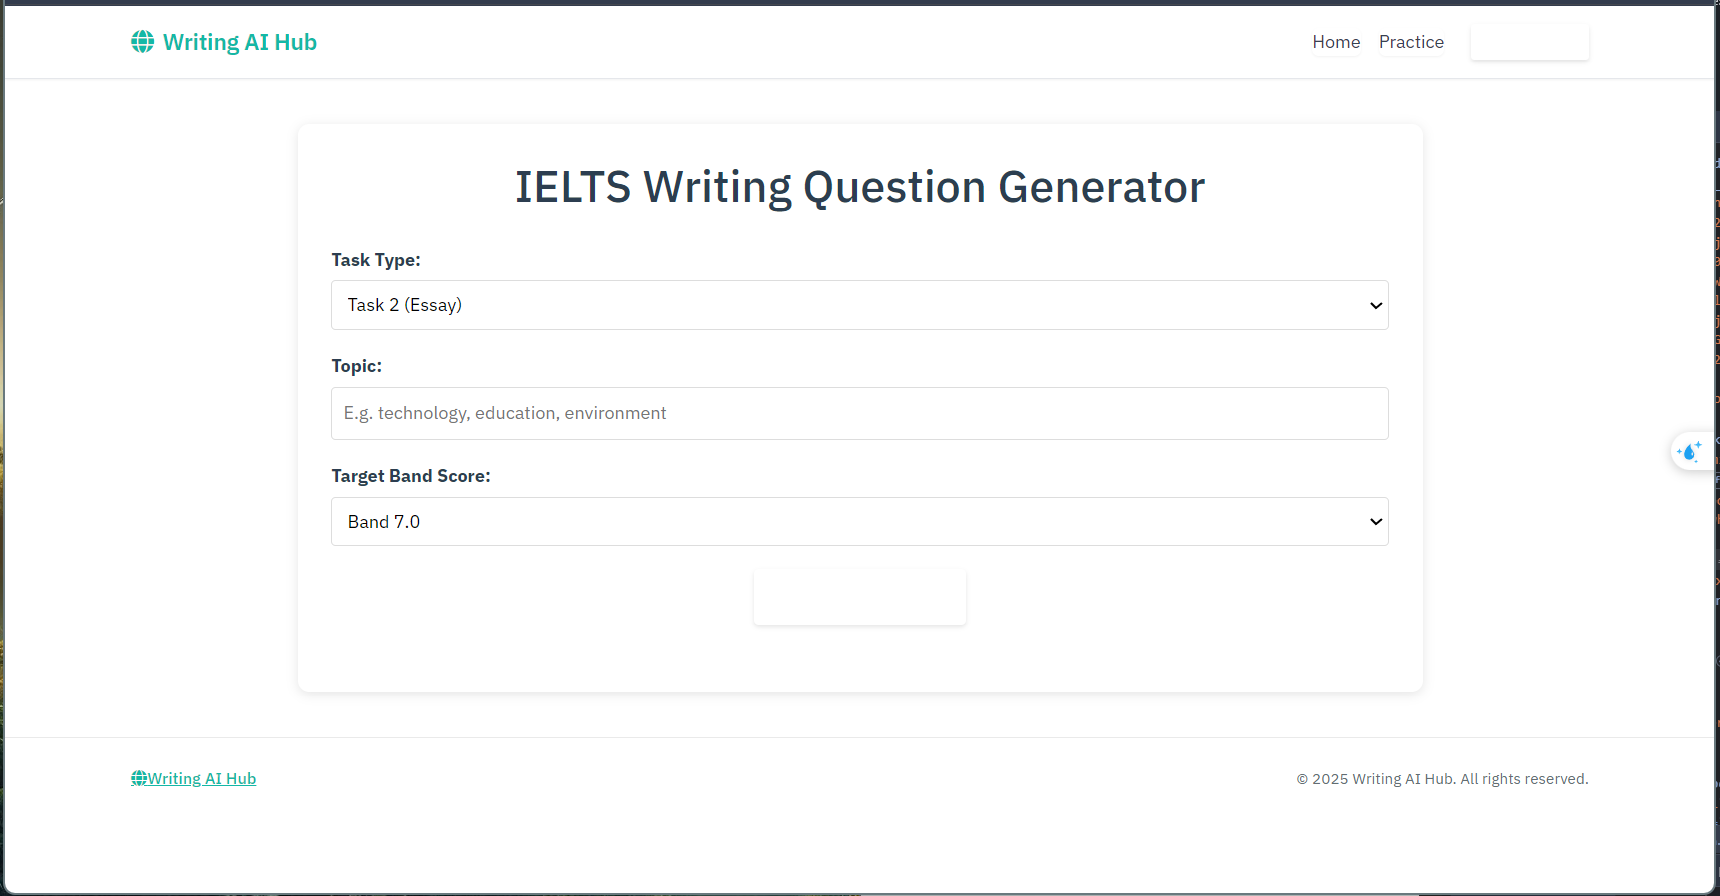 Writing AI Hub
Home
Practice
IELTS Writing Question Generator
Task Type:
Task 2 (Essay)
Topic:
E.g. technology, education, environment
Target Band Score:
Band 7.0
Writing AI Hub
© 2025 Writing AI Hub. All rights reserved.